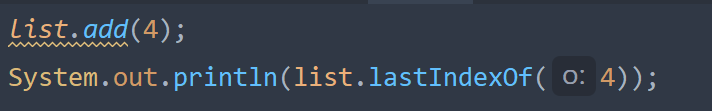 list.add(4);
System.out.println(list.lastIndexOf( o: 4));